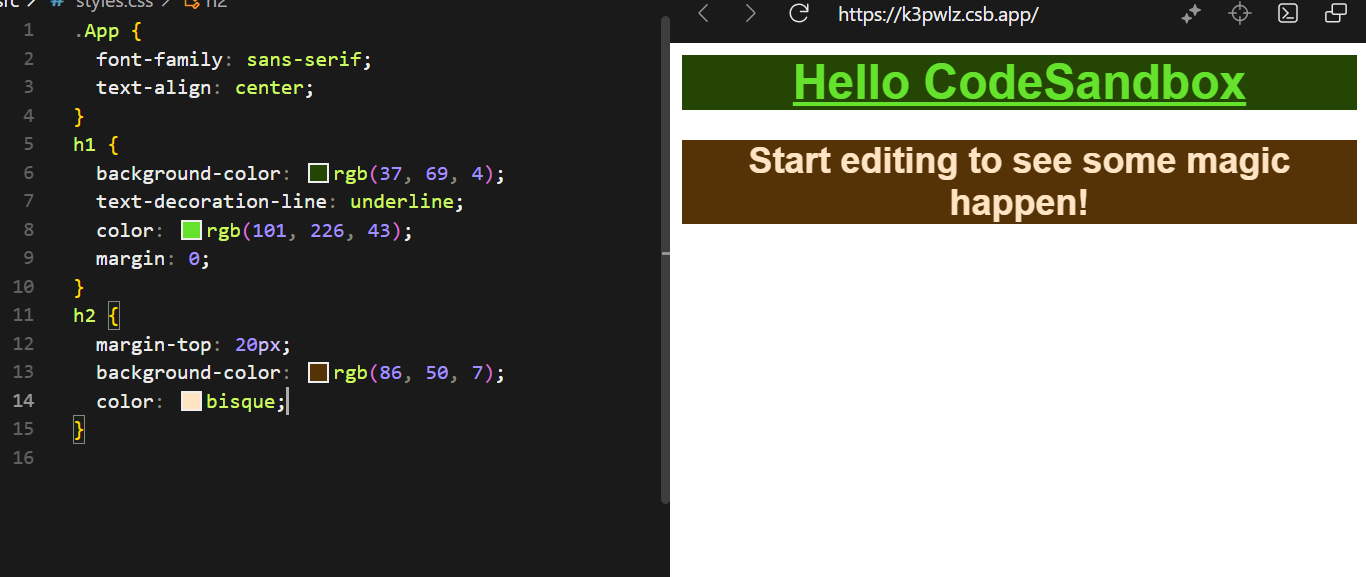 src > # styles.css > h2
1 .App {
2 font-family: sans-serif;
3 text-align: center;
4 }
5 h1 {
6 background-color: rgb(37, 69, 4);
7 text-decoration-line: underline;
8 color: rgb(101, 226, 43);
9 margin: 0;
10 }
11 h2 {
12 margin-top: 20px;
13 background-color: rgb(86, 50, 7);
14 color: bisque;
15 }
16
https://k3pwlz.csb.app/
Hello CodeSandbox
Start editing to see some magic
happen!